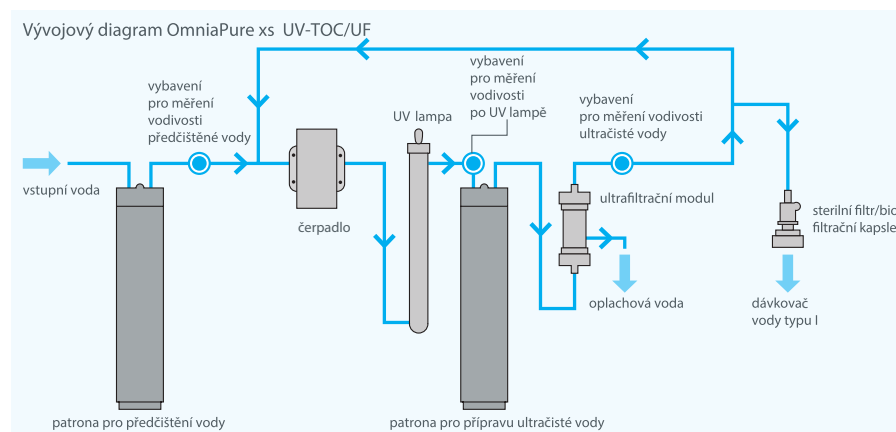 Vývojový diagram OmniaPure xs UV-TOC/UF
vybavení
pro měření
vodivosti
předčištěné vody
vstupní voda
čerpadlo
UV lampa
vybavení
pro měření
vodivosti
po UV lampě
vybavení
pro měření vodivosti
ultračisté vody
ultrafiltrační modul
oplachová voda
sterilní filtr/bio
filtrační kapsle
dávkovač
vody typu I
patrona pro předčištění vody
patrona pro přípravu ultračisté vody